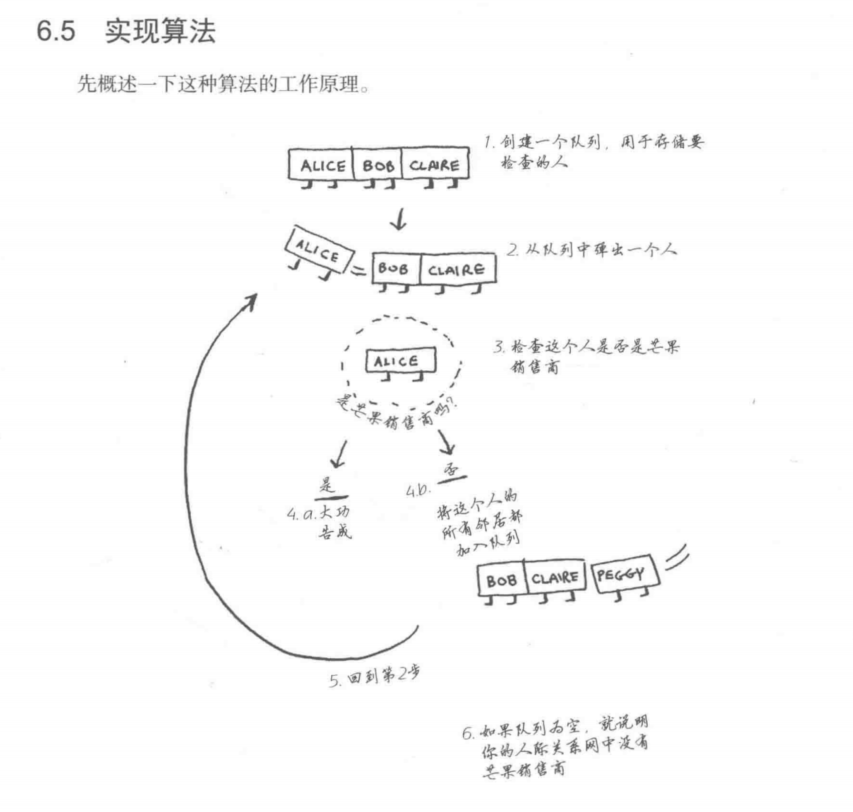 6.5 实现算法
先概述一下这种算法的工作原理。
1. 创建一个队列，用于存储要
检查的人
ALICE BOB CLAIRE
2. 从队列中弹出一个人
ALICE
BOB CLAIRE
3. 检查这个人是否是芒果
销售商
ALICE
是芒果销售商吗？
是
4.a.大功
告成
4.b. 否
将这个人的
所有邻居都
加入队列
BOB CLAIRE PEGGY
5. 回到第2步
6. 如果队列为空，就说明
你的人际关系网中没有
芒果销售商